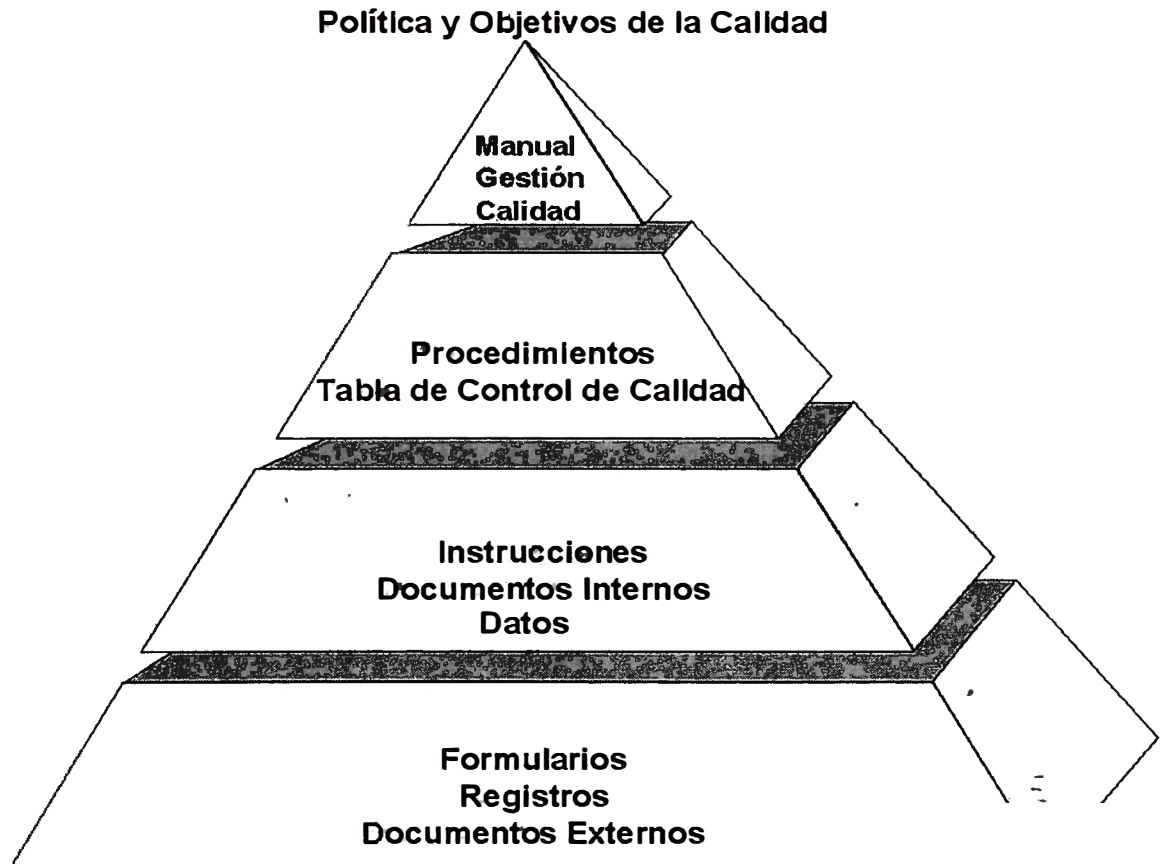 Política y Objetivos de la Calidad
Manual
Gestión
Calidad
Procedimientos
Tabla de Control de Calidad
Instrucciones
Documentos Internos
Datos
Formularios
Registros
Documentos Externos